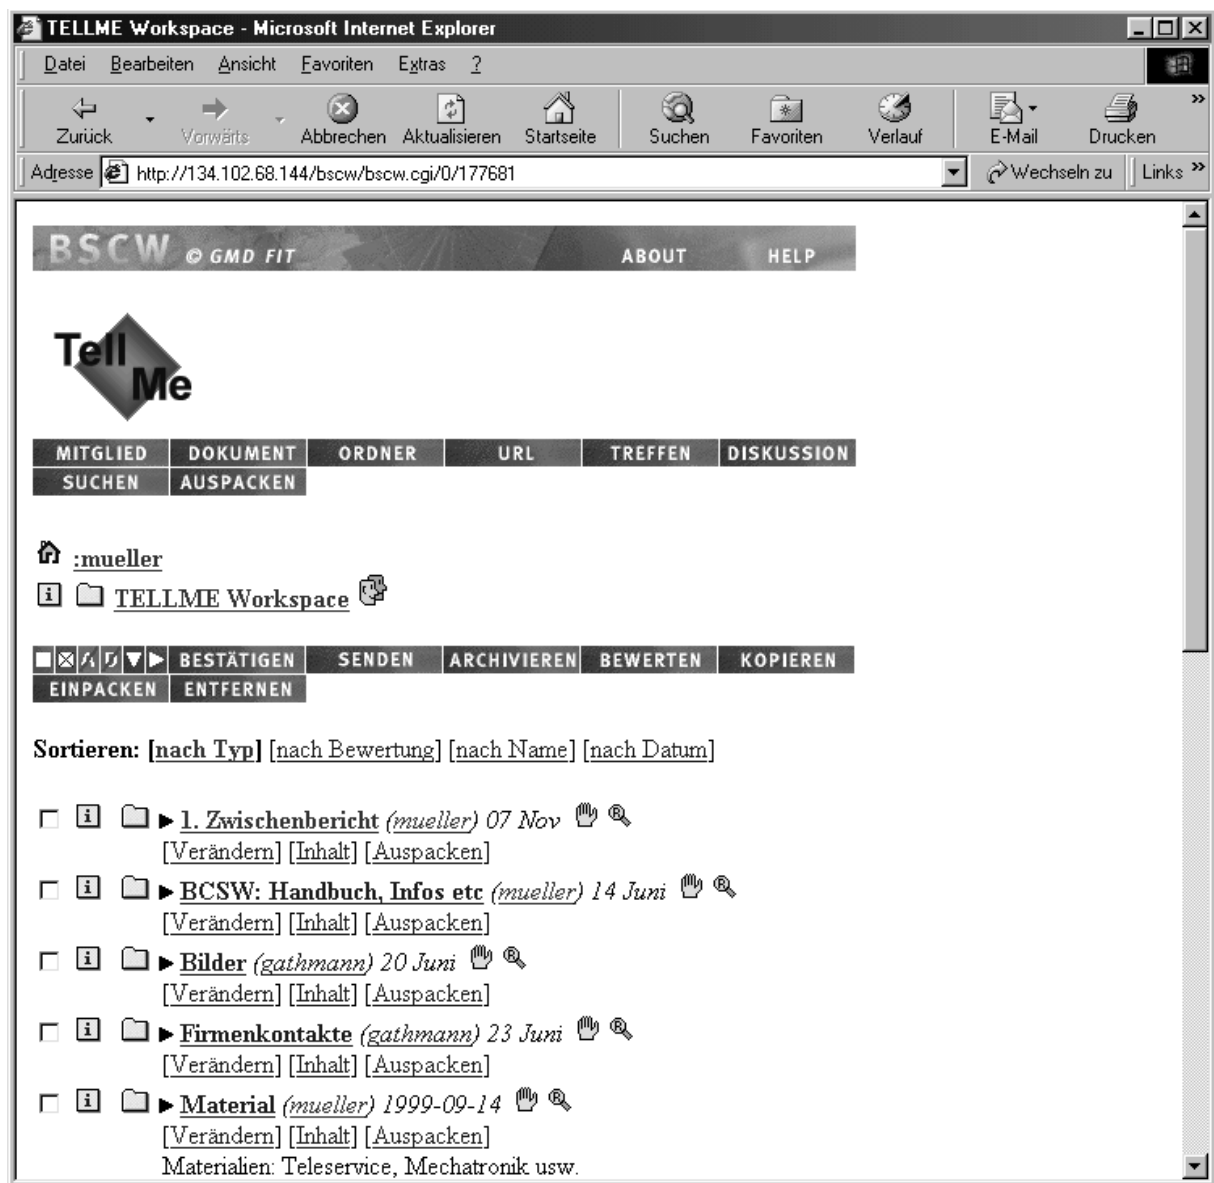 TELLME Workspace - Microsoft Internet Explorer
Datei Bearbeiten Ansicht Favoriten Extras ?
Zurück Vorwärts Abbrechen Aktualisieren Startseite Suchen Favoriten Verlauf E-Mail Drucken »
Adresse http://134.102.68.144/bscw/bscw.cgi/0/177681 Wechseln zu Links »
BSCW © GMD FIT ABOUT HELP
Tell
Me
MITGLIED DOKUMENT ORDNER URL TREFFEN DISKUSSION
SUCHEN AUSPACKEN
:mueller
i TELLME Workspace
BESTÄTIGEN SENDEN ARCHIVIEREN BEWERTEN KOPIEREN
EINPACKEN ENTFERNEN
Sortieren: [nach Typ] [nach Bewertung] [nach Name] [nach Datum]
i 1. Zwischenbericht (mueller) 07 Nov R
[Verändern] [Inhalt] [Auspacken]
i BCSW: Handbuch, Infos etc (mueller) 14 Juni R
[Verändern] [Inhalt] [Auspacken]
i Bilder (gathmann) 20 Juni R
[Verändern] [Inhalt] [Auspacken]
i Firmenkontakte (gathmann) 23 Juni R
[Verändern] [Inhalt] [Auspacken]
i Material (mueller) 1999-09-14 R
[Verändern] [Inhalt] [Auspacken]
Materialien: Teleservice, Mechatronik usw.